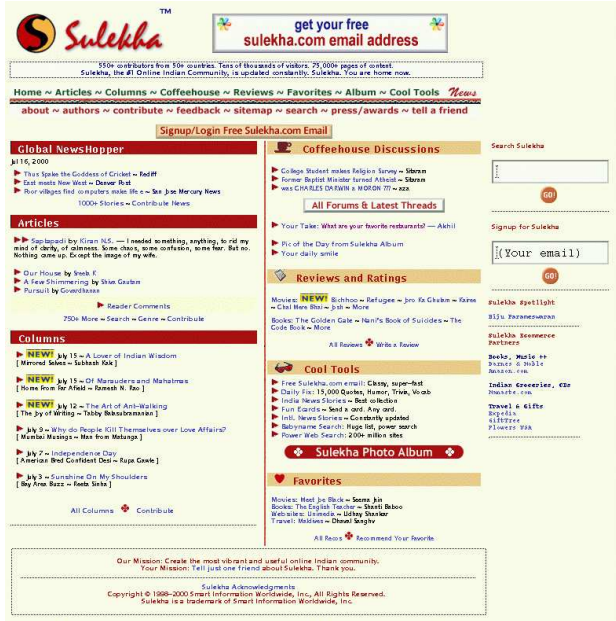 Sulekha™
get your free
sulekha.com email address
550+ contributors from 50+ countries. Tens of thousands of visitors. 75,000+ pages of content.
Sulekha, the #1 Online Indian Community, is updated constantly. Sulekha. You are home now.
Home ~ Articles ~ Columns ~ Coffeehouse ~ Reviews ~ Favorites ~ Album ~ Cool Tools News
about ~ authors ~ contribute ~ feedback ~ sitemap ~ search ~ press/awards ~ tell a friend
Signup/Login Free Sulekha.com Email
Global NewsHopper
Jul 16, 2000
Thus Spake the Goddess of Cricket ~ Rediff
East meets New West ~ Denver Post
Poor villages find computers make life e ~ San Jose Mercury News
1000+ Stories ~ Contribute News
Articles
Saptapadi by Kiran N.S. — I needed something, anything, to rid my
mind of clarity, of calmness. Some chaos, some confusion, some fear. But no.
Nothing came up. Except the image of my wife.
Our House by Sreela K
A Few Shimmering by Shiva Iyer
Pursuit by Govardhanan
Reader Comments
750+ More ~ Search ~ Genre ~ Contribute
Columns
NEW! July 15 ~ A Lover of Indian Wisdom
[ Mirrored Selves ~ Subhash Kak ]
NEW! July 15 ~ Of Marauders and Mahatmas
[ Home From Far Afield ~ Ramesh N. Rao ]
NEW! July 12 ~ The Art of Anti-Walking
[ The Joy of Writing ~ Tabby Balasubramanian ]
July 9 ~ Why do People Kill Themselves over Love Affairs?
[ Mumbai Musings ~ Man from Matunga ]
July 7 ~ Independence Day
[ American Bred Confident Desi ~ Rupa Gawle ]
July 3 ~ Sunshine On My Shoulders
[ Bay Area Buzz ~ Reeta Sinha ]
All Columns Contribute
Coffeehouse Discussions
College Student makes Religion Survey ~ Sitaram
Former Baptist Minister turned Atheist ~ Sitaram
was CHARLES DARWIN a MORON ??? ~ azza
All Forums & Latest Threads
Your Take: What are your favorite restaurants? — Akhil
Pic of the Day from Sulekha Album
Your daily smile
Reviews and Ratings
Movies: NEW! Bichhoo ~ Refugee ~ Joru Ka Ghulam ~ Kairee
~ Chal Mere Bhai ~ Josh ~ More
Books: The Golden Gate ~ Nani's Book of Suicides ~ The
Code Book ~ More
All Reviews Write a Review
Cool Tools
Free Sulekha.com email: Classy, super-fast
Daily Fix: 15,000 Quotes, Humor, Trivia, Vocab
India News Stories ~ Best collection
Fun Ecards ~ Send a card. Any card.
Intl. News Stories ~ Constantly updated
Babyname Search: Huge list, power search
Power Web Search: 200+ million sites
Sulekha Photo Album
Favorites
Movies: Meet Joe Black ~ Seema Jain
Books: The English Teacher ~ Shanti Baboo
Websites: Unimedia ~ Udhay Shankar
Travel: Maldives ~ Dhaval Sanghv
All Recos Recommend Your Favorite
Search Sulekha
GO!
Signup for Sulekha
(Your email)
GO!
Sulekha Spotlight
Biju Parameswaran
Sulekha Ecommerce
Partners
Books, Music ++
Barnes & Noble
Amazon.com
Indian Groceries, CDs
Namaste.com
Travel & Gifts
Expedia
GiftTree
Flowers USA
Our Mission: Create the most vibrant and useful online Indian community.
Your Mission: Tell just one friend about Sulekha. Thank you.
Sulekha Acknowledgments
Copyright © 1998-2000 Smart Information Worldwide, Inc., All Rights Reserved.
Sulekha is a trademark of Smart Information Worldwide, Inc.